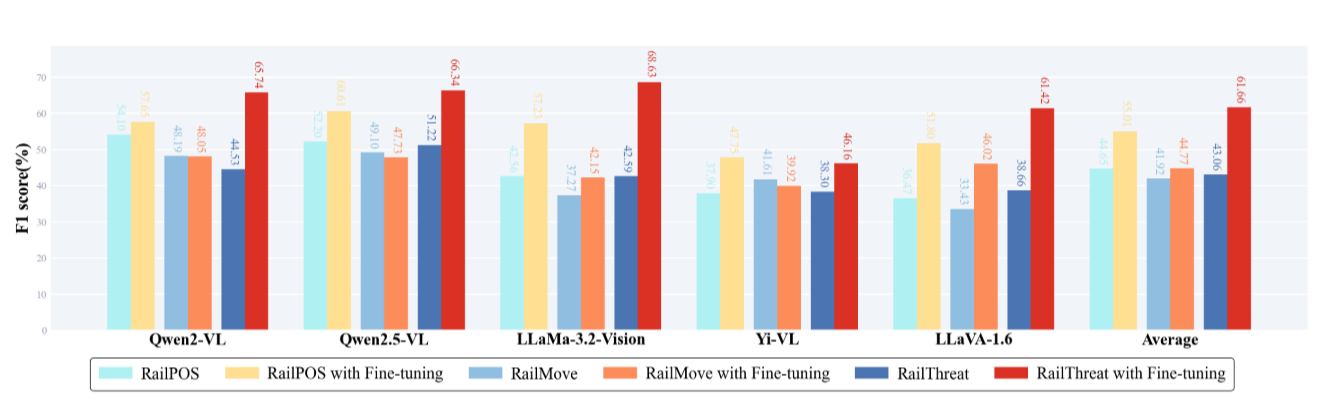 F1 score(%)
70
60
50
40
30
20
10
0
54.10 57.65 48.19 48.05 44.53 65.74
52.20 60.61 49.10 47.73 51.22 66.34
42.56 57.23 37.27 42.15 42.59 68.63
37.90 47.75 41.61 39.92 38.30 46.16
36.47 51.80 33.43 46.02 38.66 61.42
44.65 55.01 41.92 44.77 43.06 61.66
Qwen2-VL Qwen2.5-VL LLaMa-3.2-Vision Yi-VL LLaVA-1.6 Average
RailPOS RailPOS with Fine-tuning RailMove RailMove with Fine-tuning RailThreat RailThreat with Fine-tuning